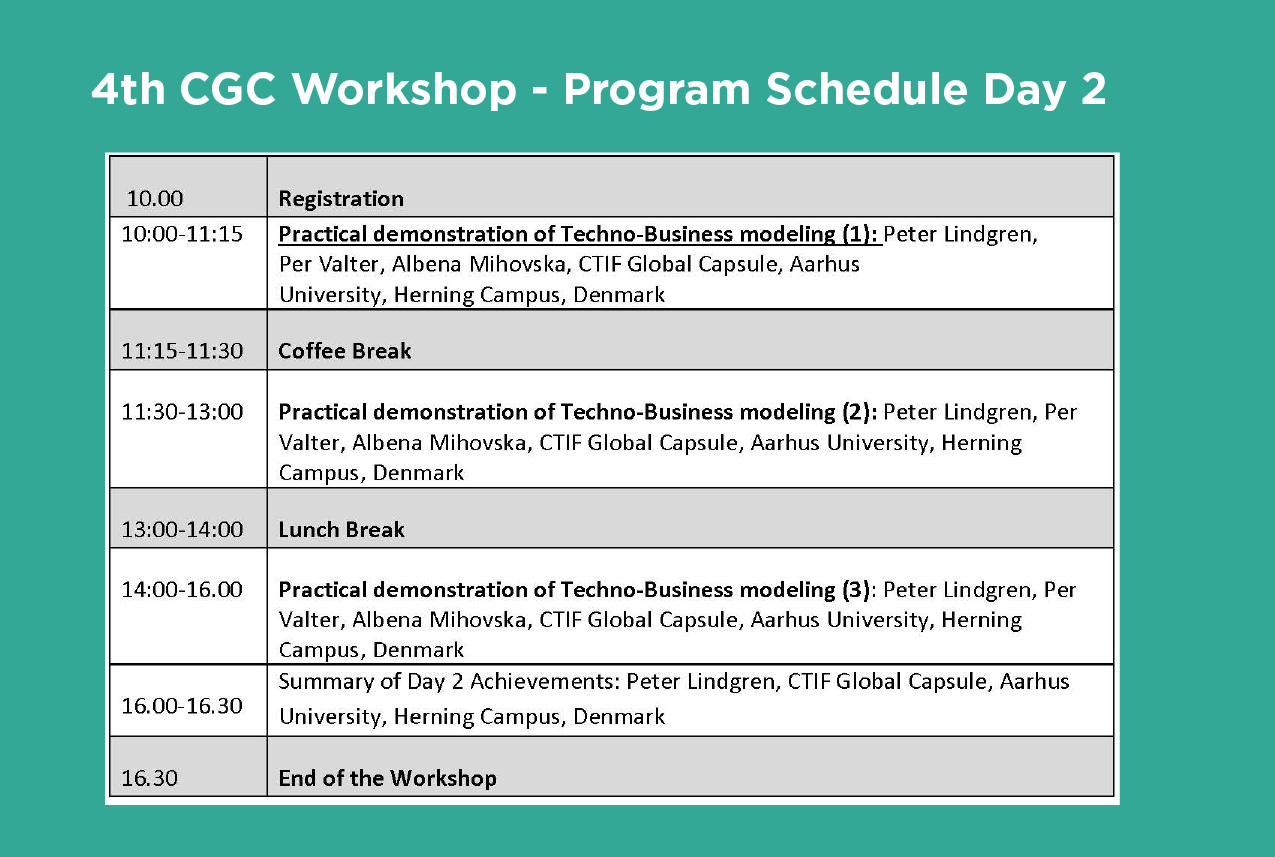 4th CGC Workshop - Program Schedule Day 2
10.00 Registration
10:00-11:15 Practical demonstration of Techno-Business modeling (1): Peter Lindgren,
Per Valter, Albena Mihovska, CTIF Global Capsule, Aarhus
University, Herning Campus, Denmark
11:15-11:30 Coffee Break
11:30-13:00 Practical demonstration of Techno-Business modeling (2): Peter Lindgren, Per
Valter, Albena Mihovska, CTIF Global Capsule, Aarhus University, Herning
Campus, Denmark
13:00-14:00 Lunch Break
14:00-16.00 Practical demonstration of Techno-Business modeling (3): Peter Lindgren, Per
Valter, Albena Mihovska, CTIF Global Capsule, Aarhus University, Herning
Campus, Denmark
16.00-16.30 Summary of Day 2 Achievements: Peter Lindgren, CTIF Global Capsule, Aarhus
University, Herning Campus, Denmark
16.30 End of the Workshop